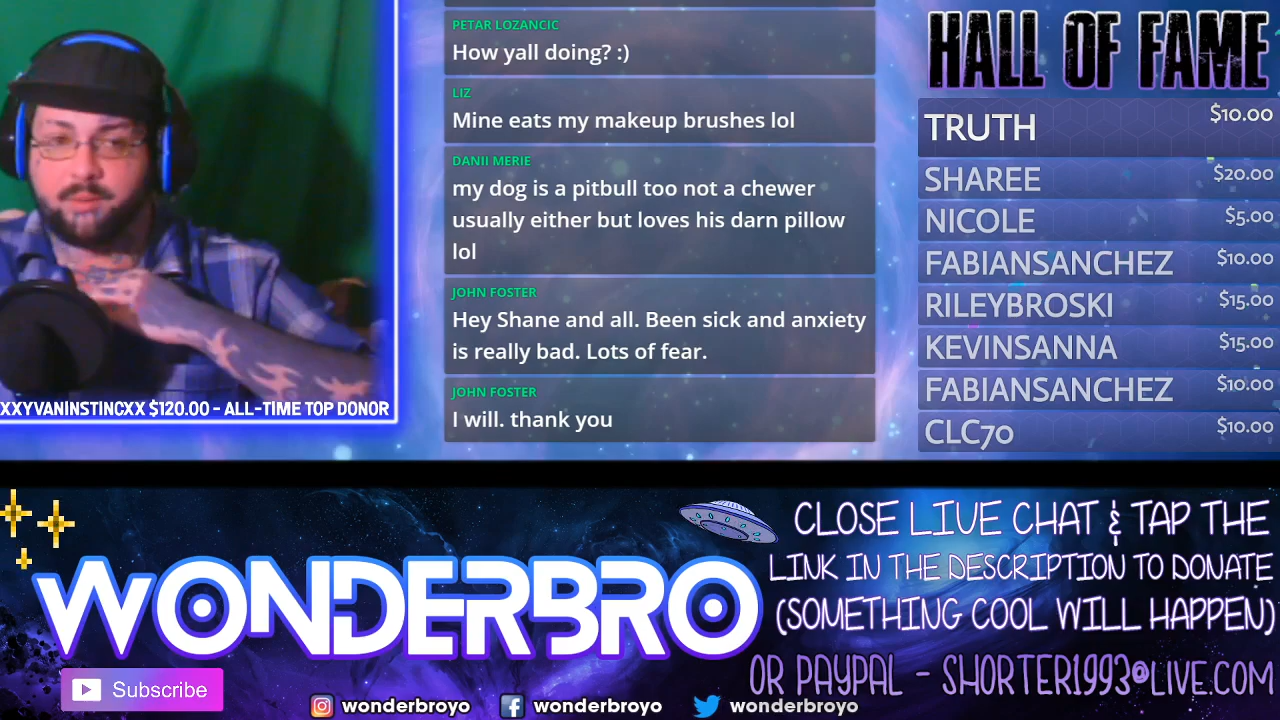 PETAR LOZANCIC
How yall doing? :)
LIZ
Mine eats my makeup brushes lol
DANII MERIE
my dog is a pitbull too not a chewer
usually either but loves his darn pillow
lol
JOHN FOSTER
Hey Shane and all. Been sick and anxiety
is really bad. Lots of fear.
JOHN FOSTER
I will. thank you
XXYVANINSTINCXX $120.00 - ALL-TIME TOP DONOR
HALL OF FAME
TRUTH $10.00
SHAREE $20.00
NICOLE $5.00
FABIANSANCHEZ $10.00
RILEYBROSKI $15.00
KEVINSANNA $15.00
FABIANSANCHEZ $10.00
CLC70 $10.00
WONDERBRO
Subscribe
wonderbroyo wonderbroyo wonderbroyo
CLOSE LIVE CHAT & TAP THE
LINK IN THE DESCRIPTION TO DONATE
(SOMETHING COOL WILL HAPPEN)
OR PAYPAL - SHORTER1993@LIVE.COM